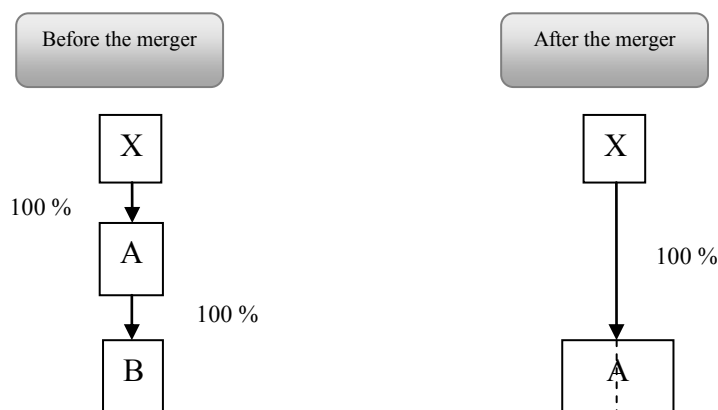 Before the merger
After the merger
X
X
100 %
A
100 %
100 %
B
A